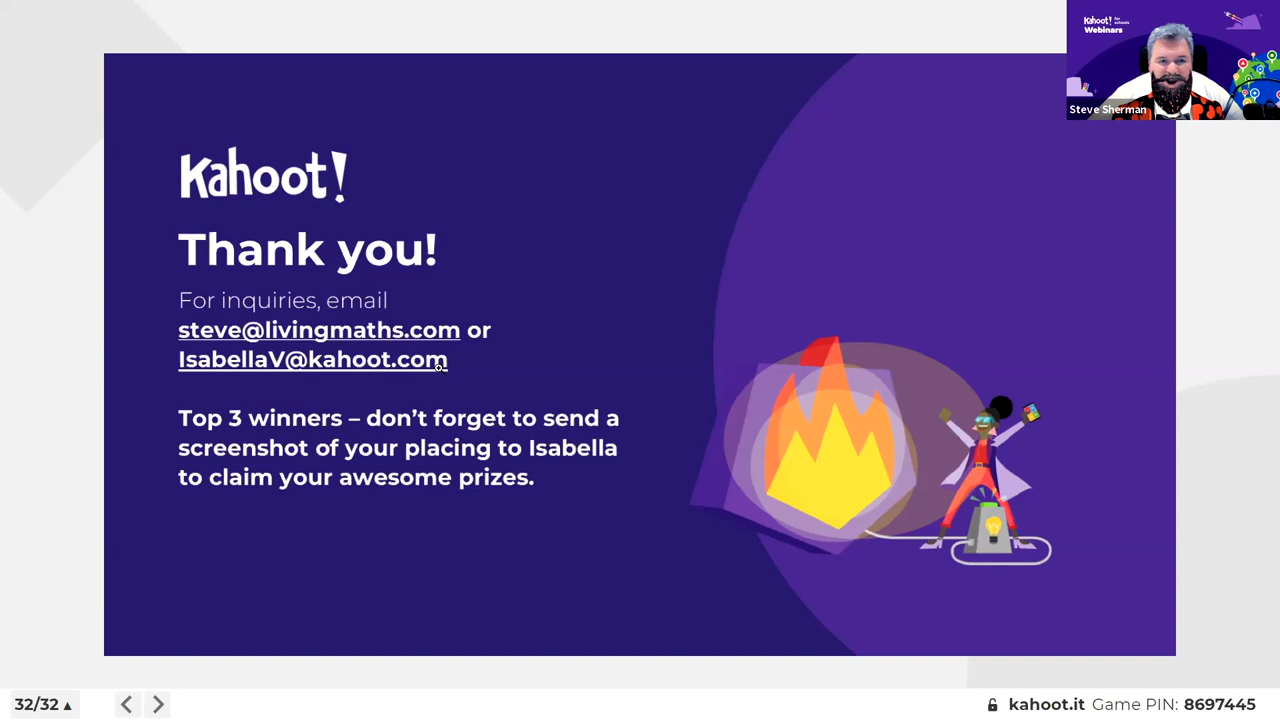 Kahoot! for schools
Webinars
Steve Sherman
Kahoot!
Thank you!
For inquiries, email
steve@livingmaths.com or
IsabellaV@kahoot.com
Top 3 winners – don’t forget to send a
screenshot of your placing to Isabella
to claim your awesome prizes.
32/32
kahoot.it Game PIN: 8697445